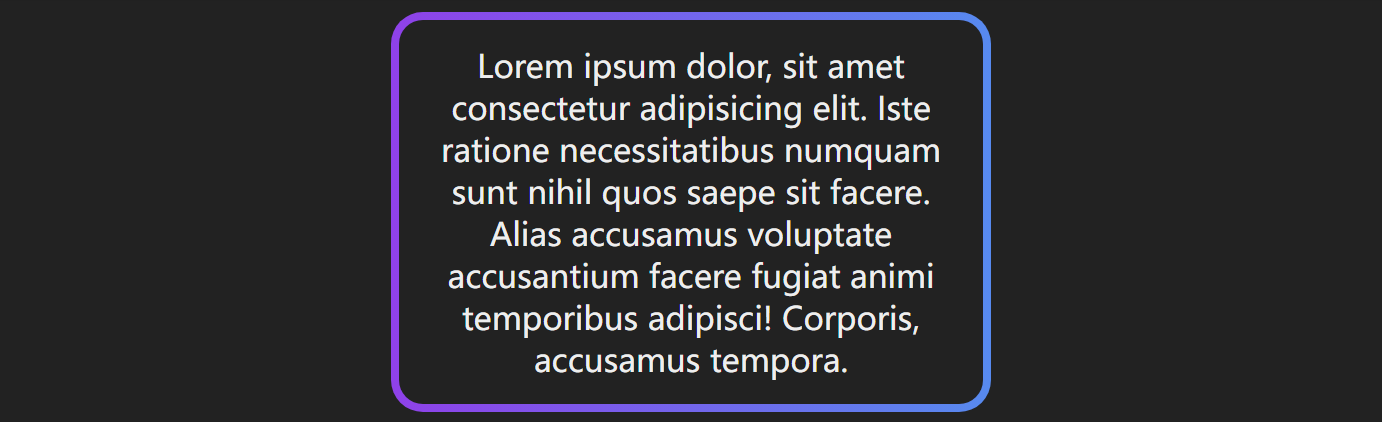 Lorem ipsum dolor, sit amet
consectetur adipisicing elit. Iste
ratione necessitatibus numquam
sunt nihil quos saepe sit facere.
Alias accusamus voluptate
accusantium facere fugiat animi
temporibus adipisci! Corporis,
accusamus tempora.